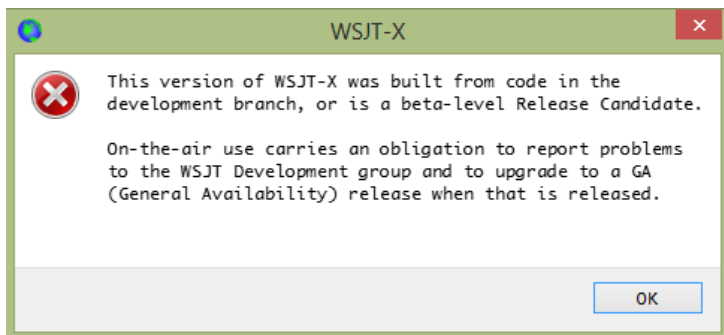 WSJT-X
This version of WSJT-X was built from code in the
development branch, or is a beta-level Release Candidate.
On-the-air use carries an obligation to report problems
to the WSJT Development group and to upgrade to a GA
(General Availability) release when that is released.
OK